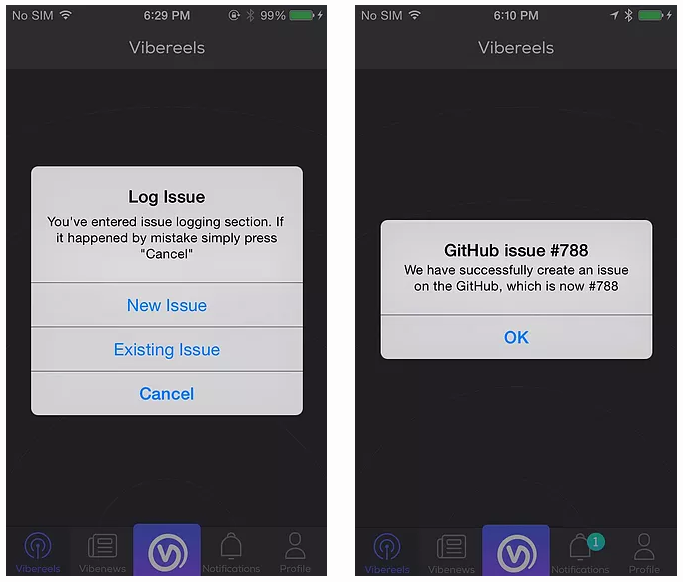 No SIM 6:29 PM 99%
Vibereels
Log Issue
You've entered issue logging section. If
it happened by mistake simply press
"Cancel"
New Issue
Existing Issue
Cancel
Vibereels Vibenews Notifications Profile
No SIM 6:10 PM
Vibereels
GitHub issue #788
We have successfully create an issue
on the GitHub, which is now #788
OK
1
Vibereels Vibenews Notifications Profile